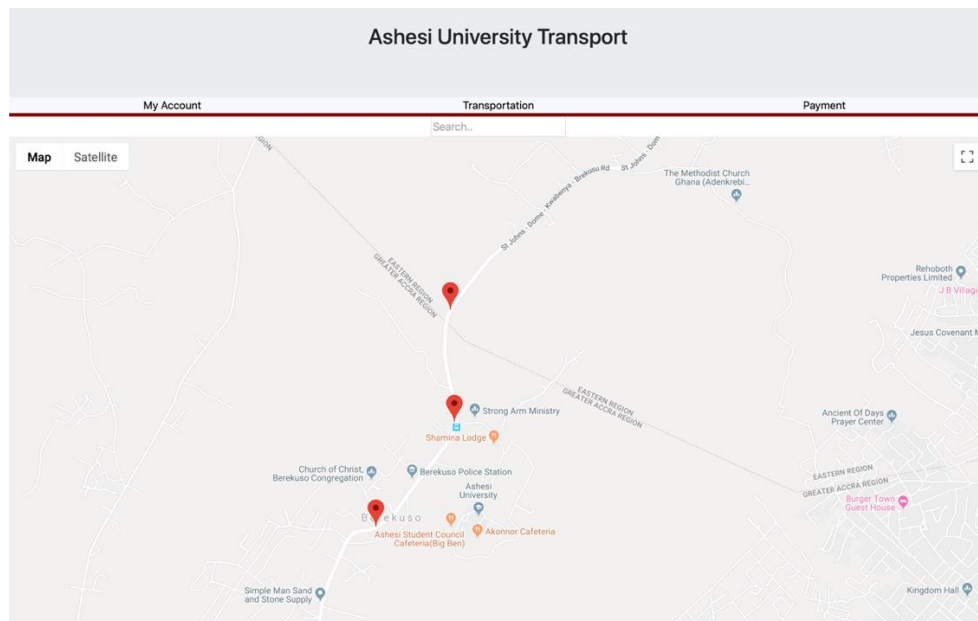 Ashesi University Transport
My Account
Transportation
Payment
Search..
Map
Satellite
GION
St Johns - Dome - Kwabenya - Brekusu Rd
St Johns - Dom
The Methodist Church
Ghana (Adenkrebi...
EASTERN REGION
GREATER ACCRA REGION
Rehoboth
Properties Limited
J B Villag
Jesus Covenant M
EASTERN REGION
GREATER ACCRA REGION
Strong Arm Ministry
Shamina Lodge
Ancient Of Days
Prayer Center
Church of Christ,
Berekuso Congregation
Berekuso Police Station
Ashesi
University
EASTERN REGION
GREATER ACCRA REGION
Burger Town
Guest House
Berekuso
Ashesi Student Council
Cafeteria(Big Ben)
Akonnor Cafeteria
Simple Man Sand
and Stone Supply
Kingdom Hall